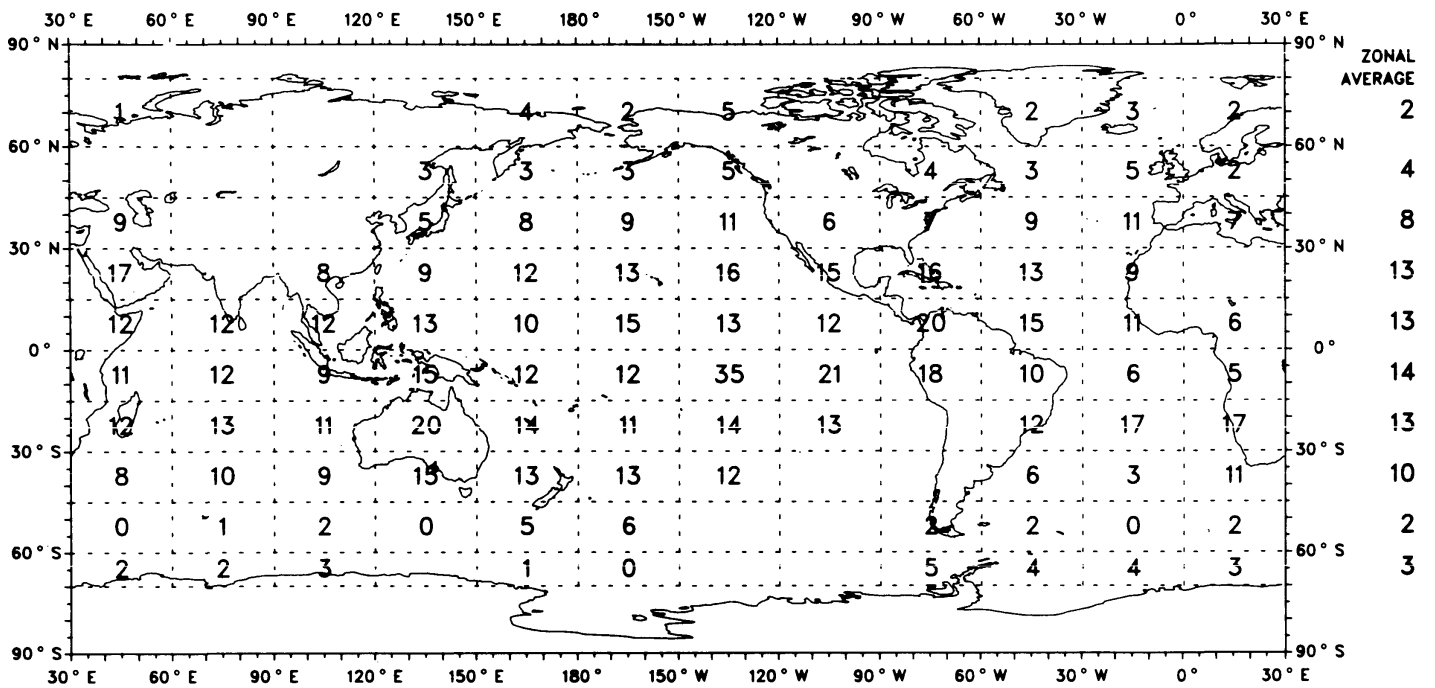 30° E 60° E 90° E 120° E 150° E 180° 150° W 120° W 90° W 60° W 30° W 0° 30° E
90° N 90° N
ZONAL
AVERAGE
1 4 2 5 2 3 2 2
60° N 60° N
3 3 3 5 4 3 5 2 4
9 5 8 9 11 6 9 11 7 8
30° N 30° N
17 8 9 12 13 16 15 16 13 9 13
12 12 12 13 10 15 13 12 20 15 11 6 13
0° 0°
11 12 9 15 12 12 35 21 18 10 6 5 14
12 13 11 20 14 11 14 13 12 17 17 13
30° S 30° S
8 10 9 15 13 13 12 6 3 11 10
0 1 2 0 5 6 2 2 0 2 2
60° S 60° S
2 2 3 1 0 5 4 4 3 3
90° S 90° S
30° E 60° E 90° E 120° E 150° E 180° 150° W 120° W 90° W 60° W 30° W 0° 30° E